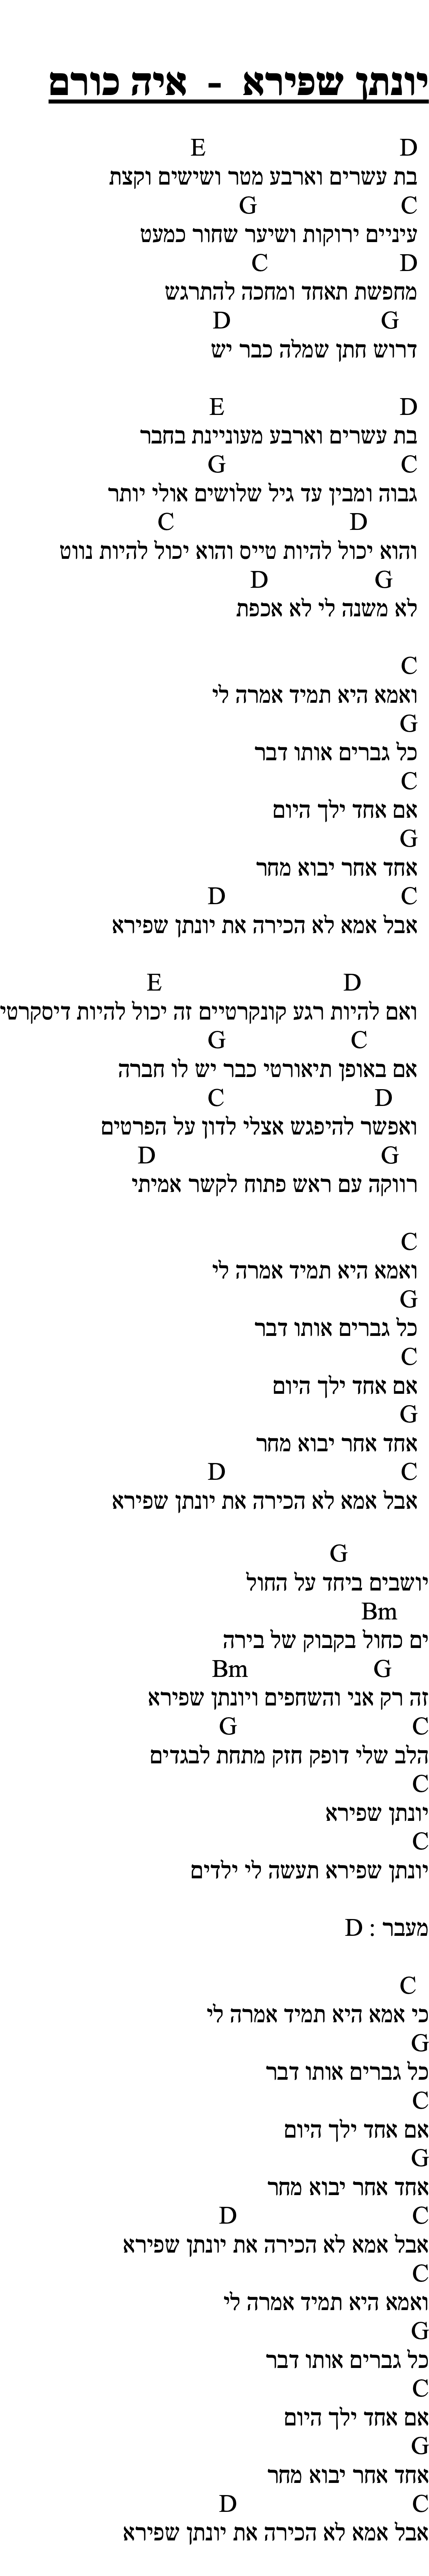 יונתן שפירא - איה כורם
D E
בת עשרים וארבע מטר ושישים וקצת
C G
עיניים ירוקות ושיער שחור כמעט
D C
מחפשת תאחד ומחכה להתרגש
G D
דרוש חתן שמלה כבר יש
D E
בת עשרים וארבע מעוניינת בחבר
C G
גבוה ומבין עד גיל שלושים אולי יותר
D C
והוא יכול להיות טייס והוא יכול להיות נווט
G D
לא משנה לי לא אכפת
C
ואמא היא תמיד אמרה לי
G
כל גברים אותו דבר
C
אם אחד ילך היום
G
אחד אחר יבוא מחר
C D
אבל אמא לא הכירה את יונתן שפירא
D E
ואם להיות רגע קונקרטיים זה יכול להיות דיסקרטי
C G
אם באופן תיאורטי כבר יש לו חברה
D C
ואפשר להיפגש אצלי לדון על הפרטים
G D
רווקה עם ראש פתוח לקשר אמיתי
C
ואמא היא תמיד אמרה לי
G
כל גברים אותו דבר
C
אם אחד ילך היום
G
אחד אחר יבוא מחר
C D
אבל אמא לא הכירה את יונתן שפירא
G
יושבים ביחד על החול
Bm
ים כחול בקבוק של בירה
G Bm
זה רק אני והשחפים ויונתן שפירא
C G
הלב שלי דופק חזק מתחת לבגדים
C
יונתן שפירא
C
יונתן שפירא תעשה לי ילדים
מעבר : D
C
כי אמא היא תמיד אמרה לי
G
כל גברים אותו דבר
C
אם אחד ילך היום
G
אחד אחר יבוא מחר
C D
אבל אמא לא הכירה את יונתן שפירא
C
ואמא היא תמיד אמרה לי
G
כל גברים אותו דבר
C
אם אחד ילך היום
G
אחד אחר יבוא מחר
C D
אבל אמא לא הכירה את יונתן שפירא